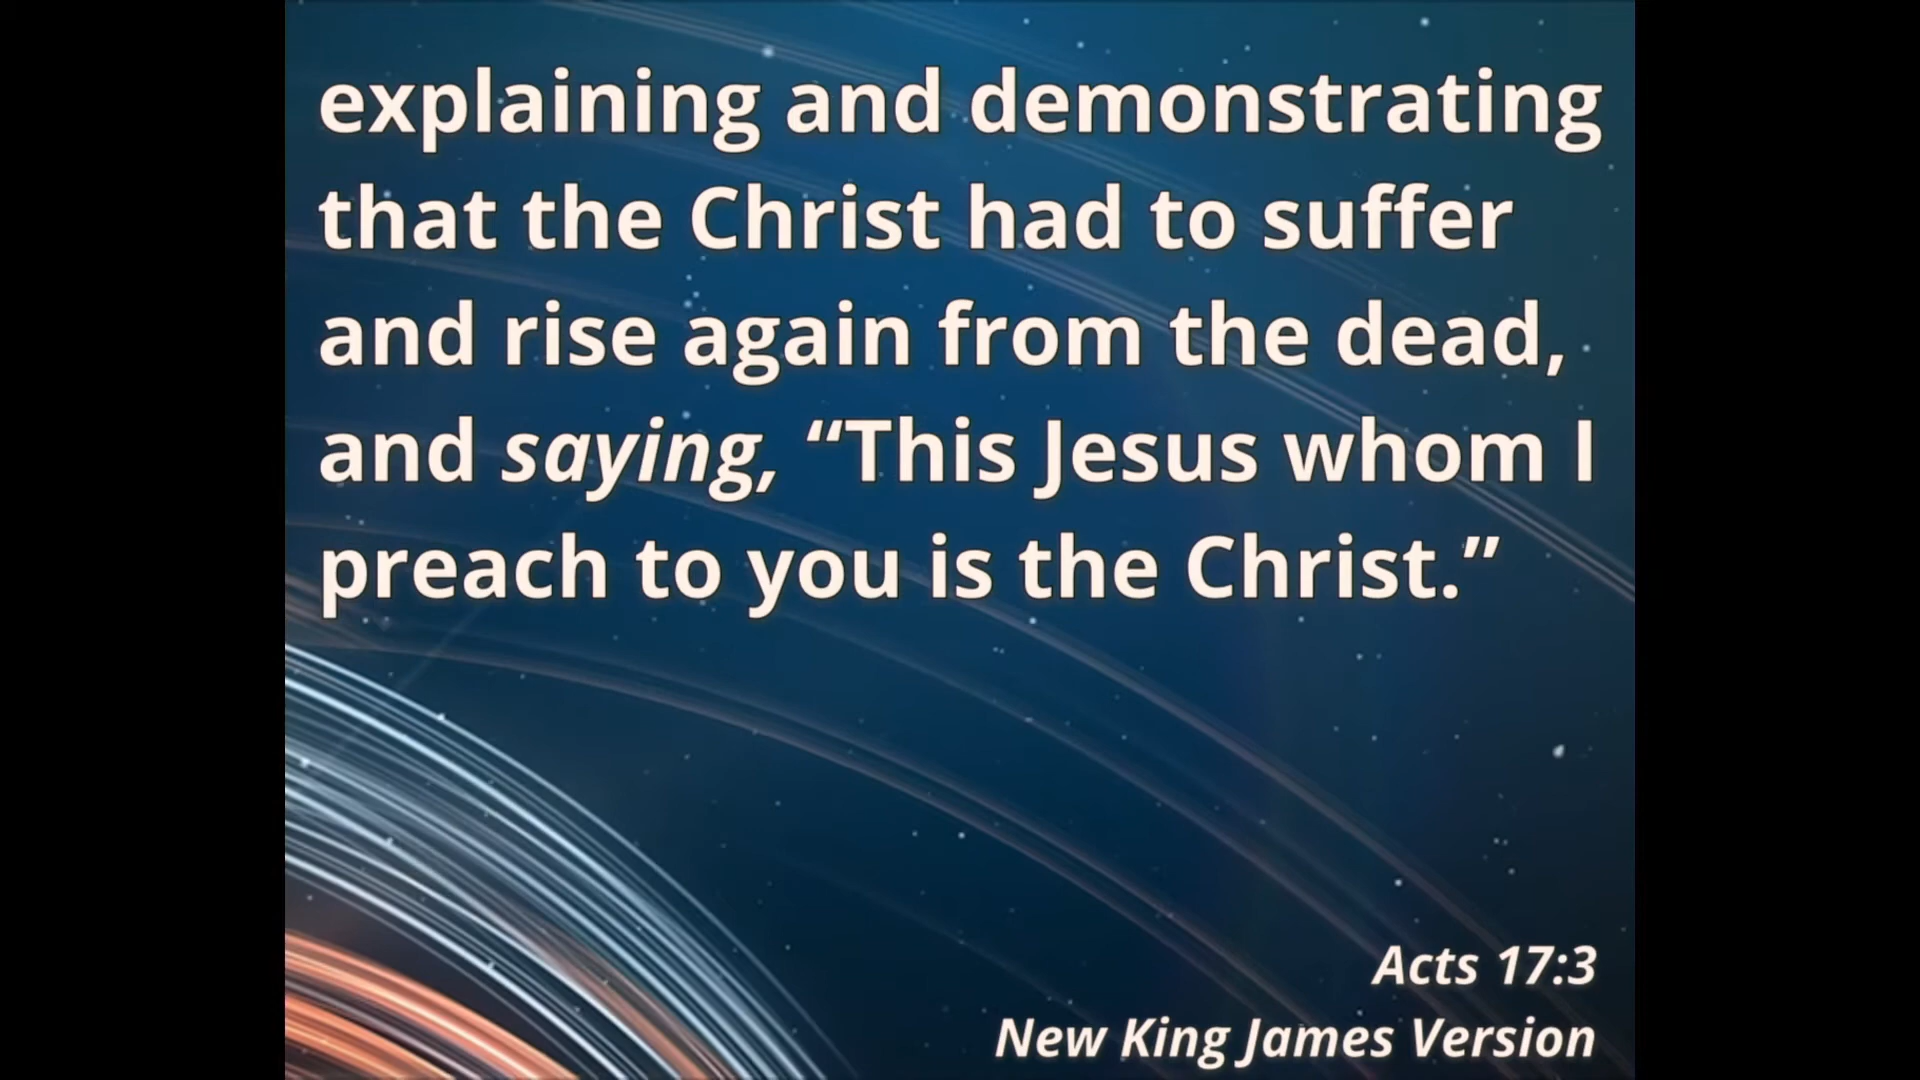 explaining and demonstrating
that the Christ had to suffer
and rise again from the dead,
and saying, “This Jesus whom I
preach to you is the Christ.”
Acts 17:3
New King James Version